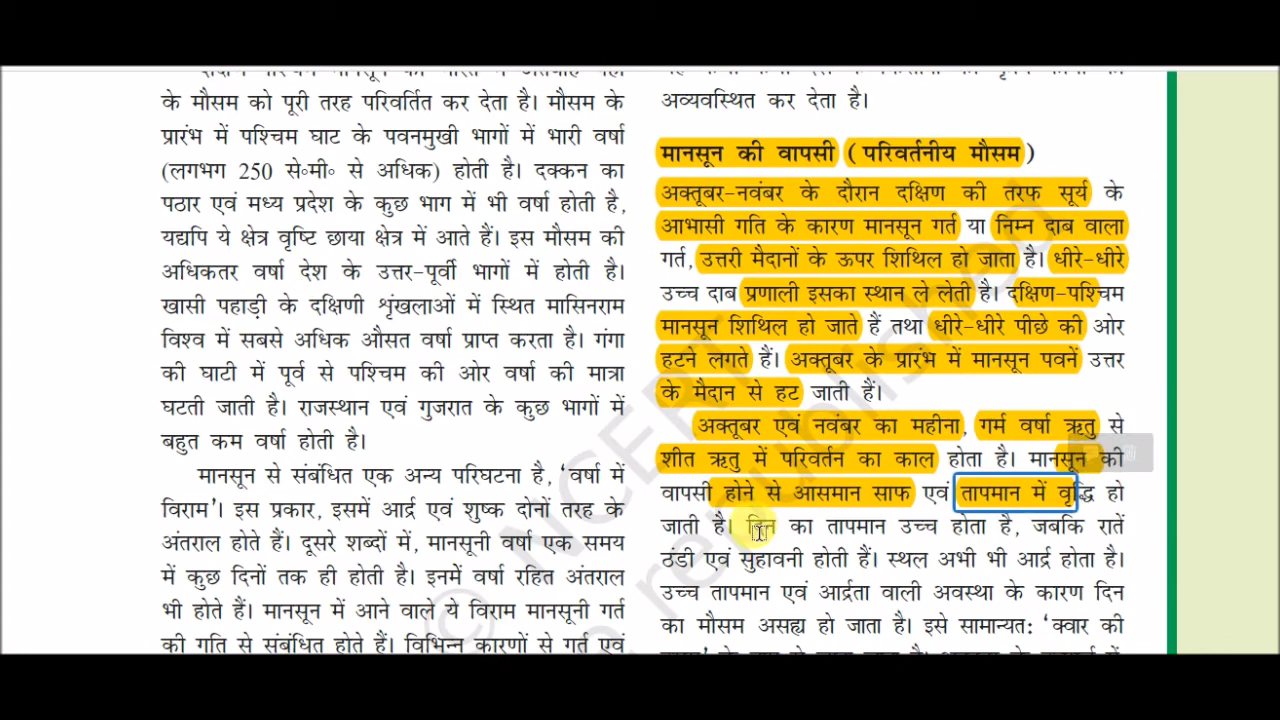 के मौसम को पूरी तरह परिवर्तित कर देता है। मौसम के
प्रारंभ में पश्चिम घाट के पवनमुखी भागों में भारी वर्षा
(लगभग 250 से॰मी॰ से अधिक) होती है। दक्कन का
पठार एवं मध्य प्रदेश के कुछ भाग में भी वर्षा होती है,
यद्यपि ये क्षेत्र वृष्टि छाया क्षेत्र में आते हैं। इस मौसम की
अधिकतर वर्षा देश के उत्तर-पूर्वी भागों में होती है।
खासी पहाड़ी के दक्षिणी शृंखलाओं में स्थित मासिनराम
विश्व में सबसे अधिक औसत वर्षा प्राप्त करता है। गंगा
की घाटी में पूर्व से पश्चिम की ओर वर्षा की मात्रा
घटती जाती है। राजस्थान एवं गुजरात के कुछ भागों में
बहुत कम वर्षा होती है।
मानसून से संबंधित एक अन्य परिघटना है, ‘वर्षा में
विराम’। इस प्रकार, इसमें आर्द्र एवं शुष्क दोनों तरह के
अंतराल होते हैं। दूसरे शब्दों में, मानसूनी वर्षा एक समय
में कुछ दिनों तक ही होती है। इनमें वर्षा रहित अंतराल
भी होते हैं। मानसून में आने वाले ये विराम मानसूनी गर्त
की गति से संबंधित होते हैं। विभिन्न कारणों से गर्त एवं
अव्यवस्थित कर देता है।
मानसून की वापसी (परिवर्तनीय मौसम)
अक्तूबर-नवंबर के दौरान दक्षिण की तरफ सूर्य के
आभासी गति के कारण मानसून गर्त या निम्न दाब वाला
गर्त, उत्तरी मैदानों के ऊपर शिथिल हो जाता है। धीरे-धीरे
उच्च दाब प्रणाली इसका स्थान ले लेती है। दक्षिण-पश्चिम
मानसून शिथिल हो जाते हैं तथा धीरे-धीरे पीछे की ओर
हटने लगते हैं। अक्तूबर के प्रारंभ में मानसून पवनें उत्तर
के मैदान से हट जाती हैं।
अक्तूबर एवं नवंबर का महीना, गर्म वर्षा ऋतु से
शीत ऋतु में परिवर्तन का काल होता है। मानसून की
वापसी होने से आसमान साफ एवं तापमान में वृद्धि हो
जाती है। दिन का तापमान उच्च होता है, जबकि रातें
ठंडी एवं सुहावनी होती हैं। स्थल अभी भी आर्द्र होता है।
उच्च तापमान एवं आर्द्रता वाली अवस्था के कारण दिन
का मौसम असह्य हो जाता है। इसे सामान्यत: ‘क्वार की
© NCERT
republished